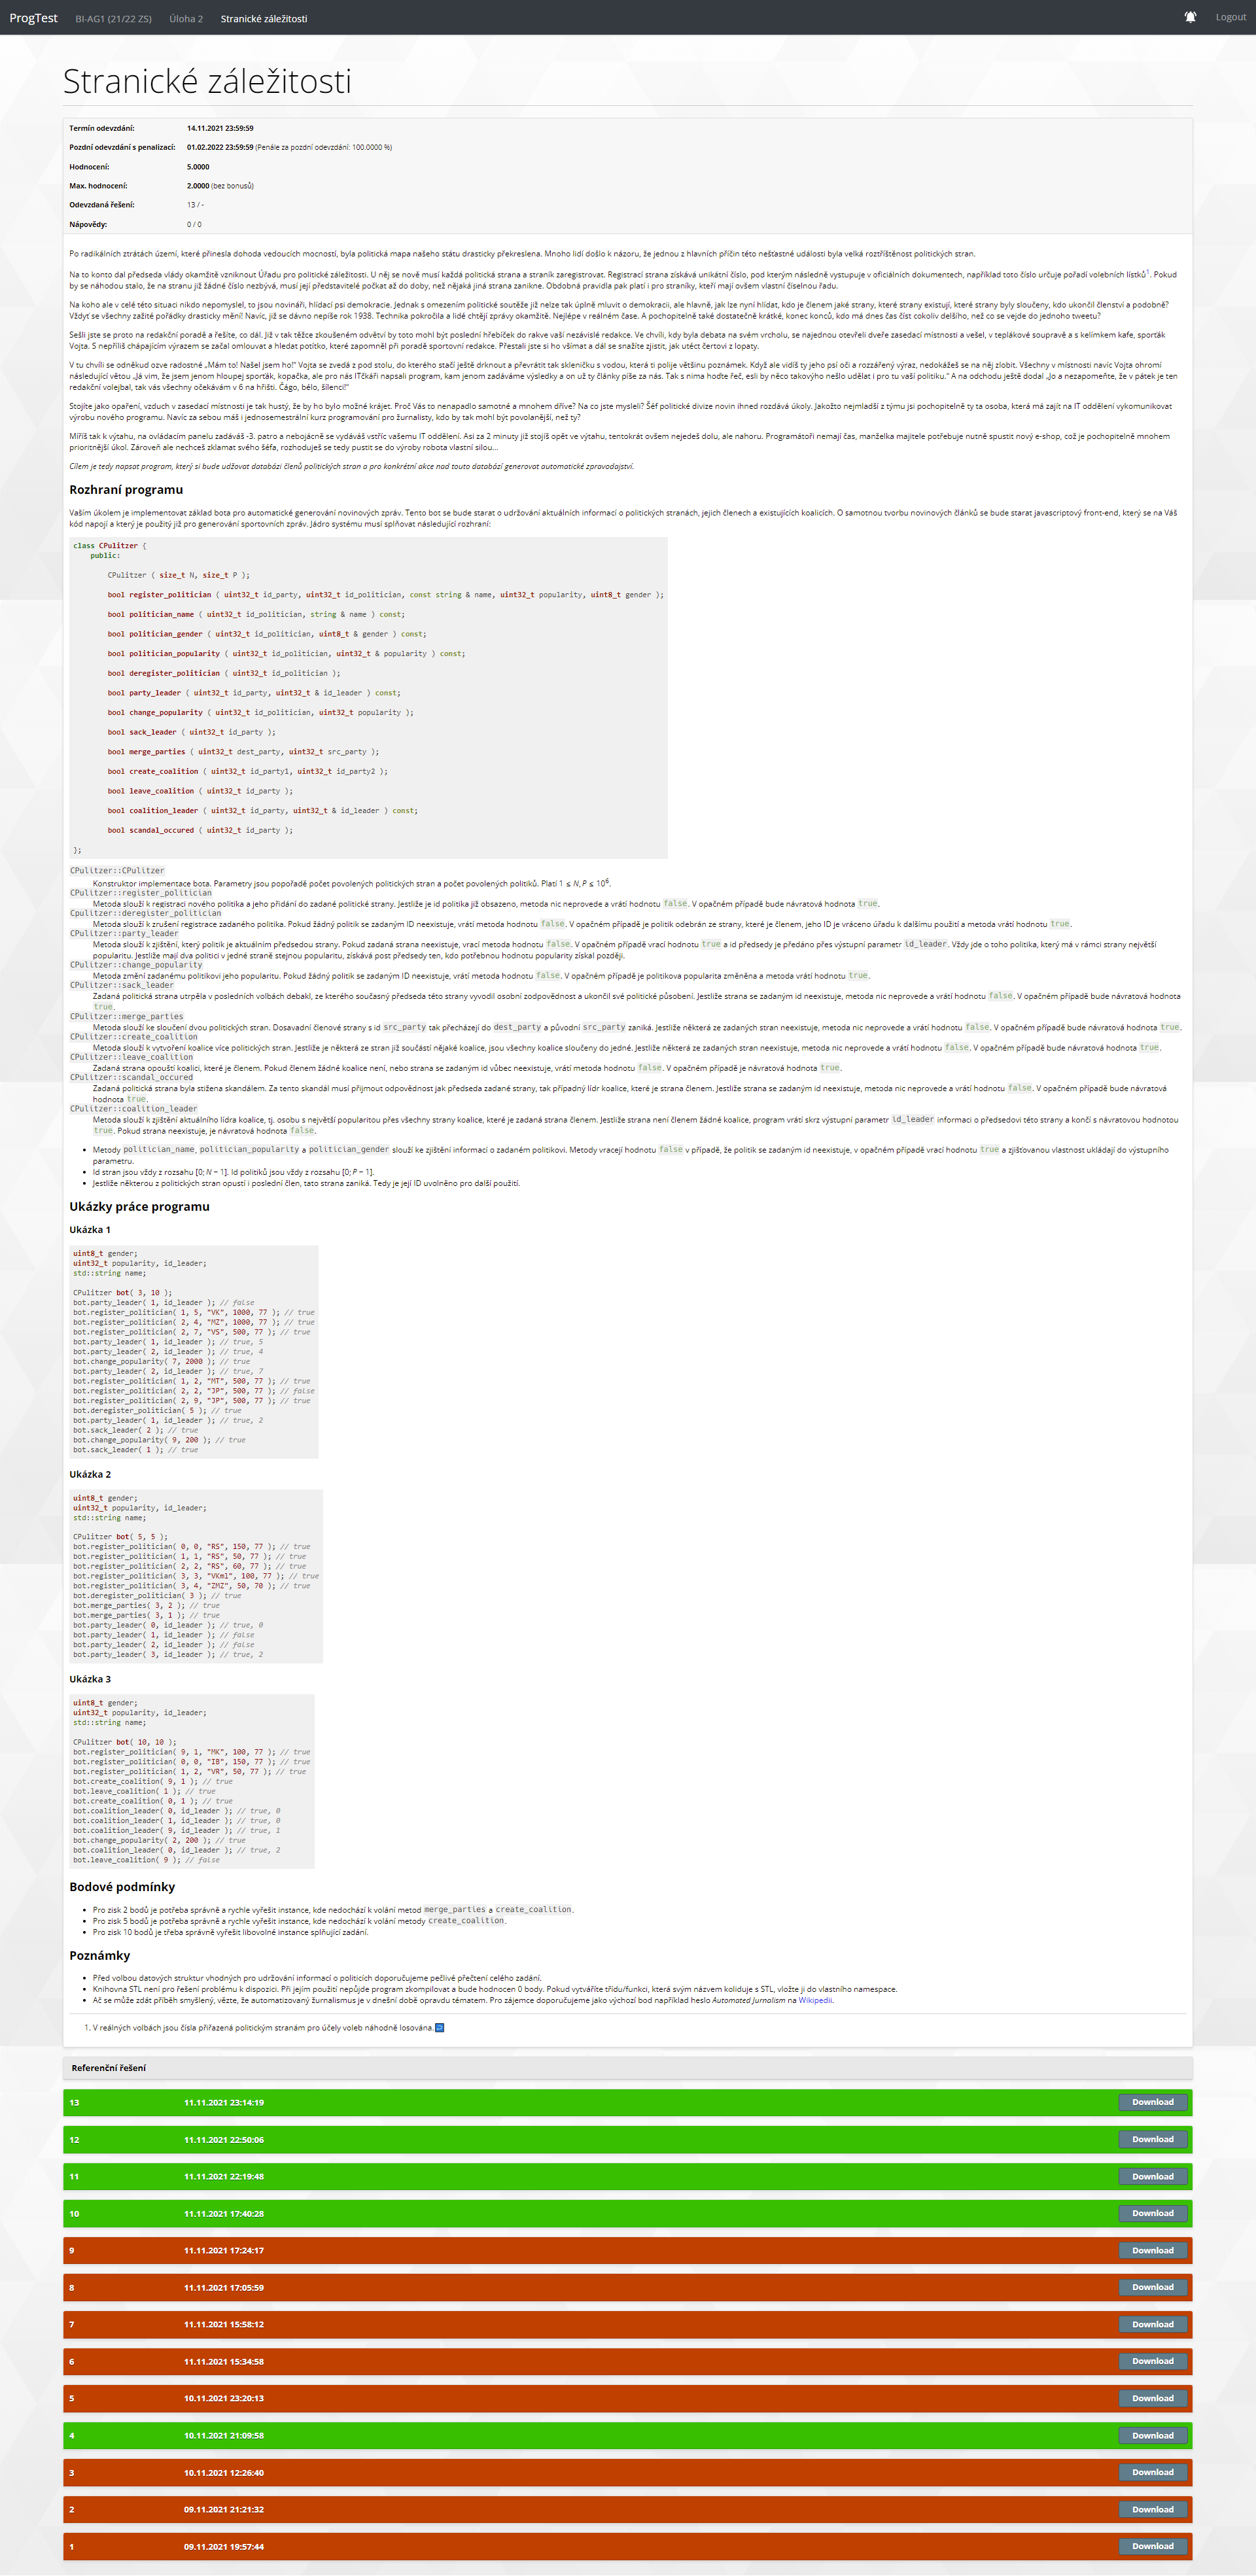 ProgTest BI-AG1 (21/22 ZS) Úloha 2 Stranické záležitosti Logout
Stranické záležitosti
Termín odevzdání: 14.11.2021 23:59:59
Pozdní odevzdání s penalizací: 01.02.2022 23:59:59 (Penále za pozdní odevzdání: 100.0000 %)
Hodnocení: 5.0000
Max. hodnocení: 2.0000 (bez bonusů)
Odevzdaná řešení: 13 / -
Nápovědy: 0 / 0
Po radikálních ztrátách území, které přinesla dohoda vedoucích mocností, byla politická mapa našeho státu drasticky překreslena. Mnoho lidí došlo k názoru, že jednou z hlavních příčin této nešťastné události byla velká roztříštěnost politických stran.
Na to konto dal předseda vlády okamžitě vzniknout Úřadu pro politické záležitosti. U něj se nově musí každá politická strana a straník zaregistrovat. Registrací strana získává unikátní číslo, pod kterým následně vystupuje v oficiálních dokumentech, například toto číslo určuje pořadí volebních lístků1. Pokud
by se náhodou stalo, že na stranu již žádné číslo nezbývá, musí její představitelé počkat až do doby, než nějaká jiná strana zanikne. Obdobná pravidla pak platí i pro straníky, kteří mají ovšem vlastní číselnou řadu.
Na koho ale v celé této situaci nikdo nepomyslel, to jsou novináři, hlídací psi demokracie. Jednak s omezením politické soutěže již nelze tak úplně mluvit o demokracii, ale hlavně, jak lze nyní hlídat, kdo je členem jaké strany, které strany existují, které strany byly sloučeny, kdo ukončil členství a podobně?
Vždyť se všechny zažité pořádky drasticky mění! Navíc, již se dávno nepíše rok 1938. Technika pokročila a lidé chtějí zprávy okamžitě. Nejlépe v reálném čase. A pochopitelně také dostatečně krátké, konec konců, kdo má dnes čas číst cokoliv delšího, než co se vejde do jednoho tweetu?
Sešli jste se proto na redakční poradě a řešíte, co dál. Již v tak těžce zkoušeném odvětví by toto mohl být poslední hřebíček do rakve vaší nezávislé redakce. Ve chvíli, kdy byla debata na svém vrcholu, se najednou otevřeli dveře zasedací místnosti a vešel, v teplákové soupravě a s kelímkem kafe, sporťák
Vojta. S nepříliš chápajícím výrazem se začal omlouvat a hledat potítko, které zapomněl při poradě sportovní redakce. Přestali jste si ho všímat a dál se snažíte zjistit, jak utéct čertovi z lopaty.
V tu chvíli se odněkud ozve radostné „Mám to! Našel jsem ho!“ Vojta se zvedá z pod stolu, do kterého stačí ještě drknout a převrátit tak skleničku s vodou, která ti polije většinu poznámek. Když ale vidíš ty jeho psí oči a rozzářený výraz, nedokážeš se na něj zlobit. Všechny v místnosti navíc Vojta ohromí
následující větou „Já vim, že jsem jenom hloupej sporťák, kopačka, ale pro nás ITčkáři napsali program, kam jenom zadáváme výsledky a on už ty články píše za nás. Tak s nima hoďte řeč, esli by něco takovýho nešlo udělat i pro tu vaší politiku.“ A na odchodu ještě dodal „Jo a nezapomeňte, že v pátek je ten
redakční volejbal, tak vás všechny očekávám v 6 na hřišti. Čágo, bélo, šílenci!“
Stojíte jako opaření, vzduch v zasedací místnosti je tak hustý, že by ho bylo možné krájet. Proč Vás to nenapadlo samotné a mnohem dříve? Na co jste mysleli? Šéf politické divize novin ihned rozdává úkoly. Jakožto nejmladší z týmu jsi pochopitelně ty ta osoba, která má zajít na IT oddělení vykomunikovat
výrobu nového programu. Navíc za sebou máš i jednosemestrální kurz programování pro žurnalisty, kdo by tak mohl být povolanější, než ty?
Míříš tak k výtahu, na ovládacím panelu zadáváš -3. patro a nebojácně se vydáváš vstříc vašemu IT oddělení. Asi za 2 minuty již stojíš opět ve výtahu, tentokrát ovšem nejedeš dolu, ale nahoru. Programátoři nemají čas, manželka majitele potřebuje nutně spustit nový e-shop, což je pochopitelně mnohem
prioritnější úkol. Zároveň ale nechceš zklamat svého šéfa, rozhoduješ se tedy pustit se do výroby robota vlastní silou...
Cílem je tedy napsat program, který si bude udžovat databázi členů politických stran a pro konkrétní akce nad touto databází generovat automatické zpravodajství.
Rozhraní programu
Vaším úkolem je implementovat základ bota pro automatické generování novinových zpráv. Tento bot se bude starat o udržování aktuálních informací o politických stranách, jejich členech a existujících koalicích. O samotnou tvorbu novinových článků se bude starat javascriptový front-end, který se na Váš
kód napojí a který je použitý již pro generování sportovních zpráv. Jádro systému musí splňovat následující rozhraní:
class CPulitzer {
public:
CPulitzer ( size_t N, size_t P );
bool register_politician ( uint32_t id_party, uint32_t id_politician, const string & name, uint32_t popularity, uint8_t gender );
bool politician_name ( uint32_t id_politician, string & name ) const;
bool politician_gender ( uint32_t id_politician, uint8_t & gender ) const;
bool politician_popularity ( uint32_t id_politician, uint32_t & popularity ) const;
bool deregister_politician ( uint32_t id_politician );
bool party_leader ( uint32_t id_party, uint32_t & id_leader ) const;
bool change_popularity ( uint32_t id_politician, uint32_t popularity );
bool sack_leader ( uint32_t id_party );
bool merge_parties ( uint32_t dest_party, uint32_t src_party );
bool create_coalition ( uint32_t id_party1, uint32_t id_party2 );
bool leave_coalition ( uint32_t id_party );
bool coalition_leader ( uint32_t id_party, uint32_t & id_leader ) const;
bool scandal_occured ( uint32_t id_party );
};
CPulitzer::CPulitzer
Konstruktor implementace bota. Parametry jsou popořadě počet povolených politických stran a počet povolených politiků. Platí 1 ≤ N, P ≤ 10^6.
CPulitzer::register_politician
Metoda slouží k registraci nového politika a jeho přidání do zadané politické strany. Jestliže je id politika již obsazeno, metoda nic neprovede a vrátí hodnotu false. V opačném případě bude návratová hodnota true.
Cpulitzer::deregister_politician
Metoda slouží k zrušení registrace zadaného politika. Pokud žádný politik se zadaným ID neexistuje, vrátí metoda hodnotu false. V opačném případě je politik odebrán ze strany, které je členem, jeho ID je vráceno úřadu k dalšímu použití a metoda vrátí hodnotu true.
CPulitzer::party_leader
Metoda slouží k zjištění, který politik je aktuálním předsedou strany. Pokud zadaná strana neexistuje, vrací metoda hodnotu false. V opačném případě vrací hodnotu true a id předsedy je předáno přes výstupní parametr id_leader. Vždy jde o toho politika, který má v rámci strany největší
popularitu. Jestliže mají dva politici v jedné straně stejnou popularitu, získává post předsedy ten, kdo potřebnou hodnotu popularity získal později.
CPulitzer::change_popularity
Metoda změní zadanému politikovi jeho popularitu. Pokud žádný politik se zadaným ID neexistuje, vrátí metoda hodnotu false. V opačném případě je politikova popularita změněna a metoda vrátí hodnotu true.
CPulitzer::sack_leader
Zadaná politická strana utrpěla v posledních volbách debakl, ze kterého současný předseda této strany vyvodil osobní zodpovědnost a ukončil své politické působení. Jestliže strana se zadaným id neexistuje, metoda nic neprovede a vrátí hodnotu false. V opačném případě bude návratová hodnota
true.
CPulitzer::merge_parties
Metoda slouží ke sloučení dvou politických stran. Dosavadní členové strany s id src_party tak přecházejí do dest_party a původní src_party zaniká. Jestliže některá ze zadaných stran neexistuje, metoda nic neprovede a vrátí hodnotu false. V opačném případě bude návratová hodnota true.
CPulitzer::create_coalition
Metoda slouží k vytvoření koalice více politických stran. Jestliže je některá ze stran již součástí nějaké koalice, jsou všechny koalice sloučeny do jedné. Jestliže některá ze zadaných stran neexistuje, metoda nic neprovede a vrátí hodnotu false. V opačném případě bude návratová hodnota true.
CPulitzer::leave_coalition
Zadaná strana opouští koalici, které je členem. Pokud členem žádné koalice není, nebo strana se zadaným id vůbec neexistuje, vrátí metoda hodnotu false. V opačném případě je návratová hodnota true.
CPulitzer::scandal_occured
Zadaná politická strana byla stižena skandálem. Za tento skandál musí přijmout odpovědnost jak předseda zadané strany, tak případný lídr koalice, které je strana členem. Jestliže strana se zadaným id neexistuje, metoda nic neprovede a vrátí hodnotu false. V opačném případě bude návratová
hodnota true.
CPulitzer::coalition_leader
Metoda slouží k zjištění aktuálního lídra koalice, tj. osobu s největší popularitou přes všechny strany koalice, které je zadaná strana členem. Jestliže strana není členem žádné koalice, program vrátí skrz výstupní parametr id_leader informaci o předsedovi této strany a končí s návratovou hodnotou
true. Pokud strana neexistuje, je návratová hodnota false.
• Metody politician_name, politician_popularity a politician_gender slouží ke zjištění informací o zadaném politikovi. Metody vracejí hodnotu false v případě, že politik se zadaným id neexistuje, v opačném případě vrací hodnotu true a zjišťovanou vlastnost ukládají do výstupního
parametru.
• Id stran jsou vždy z rozsahu [0; N − 1]. Id politiků jsou vždy z rozsahu [0; P − 1].
• Jestliže některou z politických stran opustí i poslední člen, tato strana zaniká. Tedy je její ID uvolněno pro další použití.
Ukázky práce programu
Ukázka 1
uint8_t gender;
uint32_t popularity, id_leader;
std::string name;
CPulitzer bot( 3, 10 );
bot.party_leader( 1, id_leader ); // false
bot.register_politician( 1, 5, "VK", 1000, 77 ); // true
bot.register_politician( 2, 4, "MZ", 1000, 77 ); // true
bot.register_politician( 2, 7, "VS", 500, 77 ); // true
bot.party_leader( 1, id_leader ); // true, 5
bot.party_leader( 2, id_leader ); // true, 4
bot.change_popularity( 7, 2000 ); // true
bot.party_leader( 2, id_leader ); // true, 7
bot.register_politician( 1, 2, "MT", 500, 77 ); // true
bot.register_politician( 2, 2, "JP", 500, 77 ); // false
bot.register_politician( 2, 9, "JP", 500, 77 ); // true
bot.deregister_politician( 5 ); // true
bot.party_leader( 1, id_leader ); // true, 2
bot.sack_leader( 2 ); // true
bot.change_popularity( 9, 200 ); // true
bot.sack_leader( 1 ); // true
Ukázka 2
uint8_t gender;
uint32_t popularity, id_leader;
std::string name;
CPulitzer bot( 5, 5 );
bot.register_politician( 0, 0, "RS", 150, 77 ); // true
bot.register_politician( 1, 1, "RS", 50, 77 ); // true
bot.register_politician( 2, 2, "RS", 60, 77 ); // true
bot.register_politician( 3, 3, "VKml", 100, 77 ); // true
bot.register_politician( 3, 4, "ZMZ", 50, 70 ); // true
bot.deregister_politician( 3 ); // true
bot.merge_parties( 3, 2 ); // true
bot.merge_parties( 3, 1 ); // true
bot.party_leader( 0, id_leader ); // true, 0
bot.party_leader( 1, id_leader ); // false
bot.party_leader( 2, id_leader ); // false
bot.party_leader( 3, id_leader ); // true, 2
Ukázka 3
uint8_t gender;
uint32_t popularity, id_leader;
std::string name;
CPulitzer bot( 10, 10 );
bot.register_politician( 9, 1, "MK", 100, 77 ); // true
bot.register_politician( 0, 0, "IB", 150, 77 ); // true
bot.register_politician( 1, 2, "VR", 50, 77 ); // true
bot.create_coalition( 9, 1 ); // true
bot.leave_coalition( 1 ); // true
bot.create_coalition( 0, 1 ); // true
bot.coalition_leader( 0, id_leader ); // true, 0
bot.coalition_leader( 1, id_leader ); // true, 0
bot.coalition_leader( 9, id_leader ); // true, 1
bot.change_popularity( 2, 200 ); // true
bot.coalition_leader( 0, id_leader ); // true, 2
bot.leave_coalition( 9 ); // false
Bodové podmínky
• Pro zisk 2 bodů je potřeba správně a rychle vyřešit instance, kde nedochází k volání metod merge_parties a create_coalition.
• Pro zisk 5 bodů je potřeba správně a rychle vyřešit instance, kde nedochází k volání metody create_coalition.
• Pro zisk 10 bodů je třeba správně vyřešit libovolné instance splňující zadání.
Poznámky
• Před volbou datových struktur vhodných pro udržování informací o politicích doporučujeme pečlivé přečtení celého zadání.
• Knihovna STL není pro řešení problému k dispozici. Při jejím použití nepůjde program zkompilovat a bude hodnocen 0 body. Pokud vytváříte třídu/funkci, která svým názvem koliduje s STL, vložte ji do vlastního namespace.
• Ač se může zdát příběh smyšlený, vězte, že automatizovaný žurnalismus je v dnešní době opravdu tématem. Pro zájemce doporučujeme jako výchozí bod například heslo Automated Jurnalism na Wikipedii.
1. V reálných volbách jsou čísla přiřazená politickým stranám pro účely voleb náhodně losována.
Referenční řešení
13 11.11.2021 23:14:19 Download
12 11.11.2021 22:50:06 Download
11 11.11.2021 22:19:48 Download
10 11.11.2021 17:40:28 Download
9 11.11.2021 17:24:17 Download
8 11.11.2021 17:05:59 Download
7 11.11.2021 15:58:12 Download
6 11.11.2021 15:34:58 Download
5 10.11.2021 23:20:13 Download
4 10.11.2021 21:09:58 Download
3 10.11.2021 12:26:40 Download
2 09.11.2021 21:21:32 Download
1 09.11.2021 19:57:44 Download